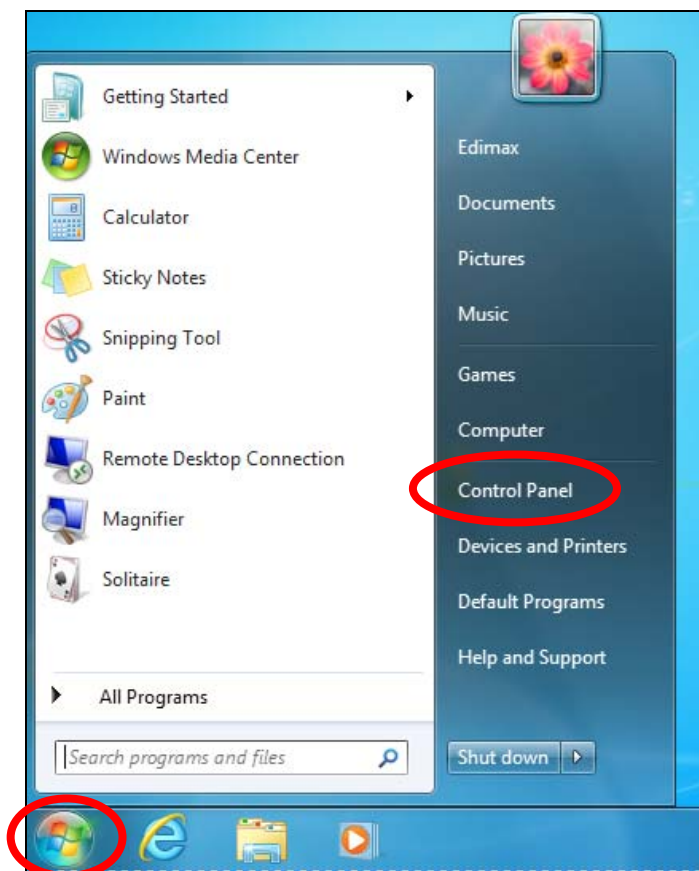 Getting Started
Windows Media Center
Calculator
Sticky Notes
Snipping Tool
Paint
Remote Desktop Connection
Magnifier
Solitaire
All Programs
Search programs and files
Edimax
Documents
Pictures
Music
Games
Computer
Control Panel
Devices and Printers
Default Programs
Help and Support
Shut down